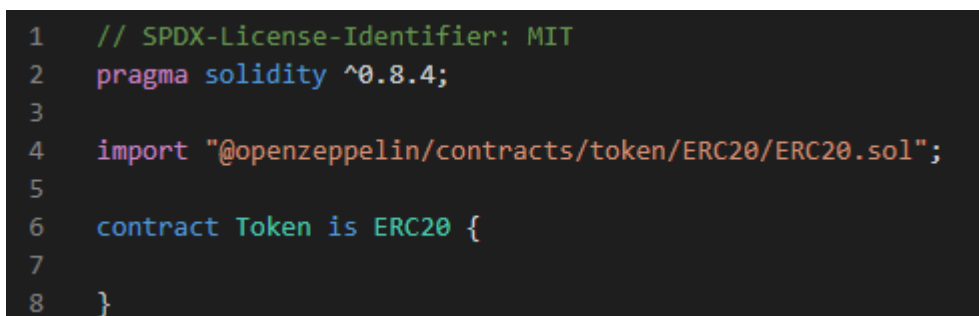 1 // SPDX-License-Identifier: MIT
2 pragma solidity ^0.8.4;
3
4 import "@openzeppelin/contracts/token/ERC20/ERC20.sol";
5
6 contract Token is ERC20 {
7
8 }